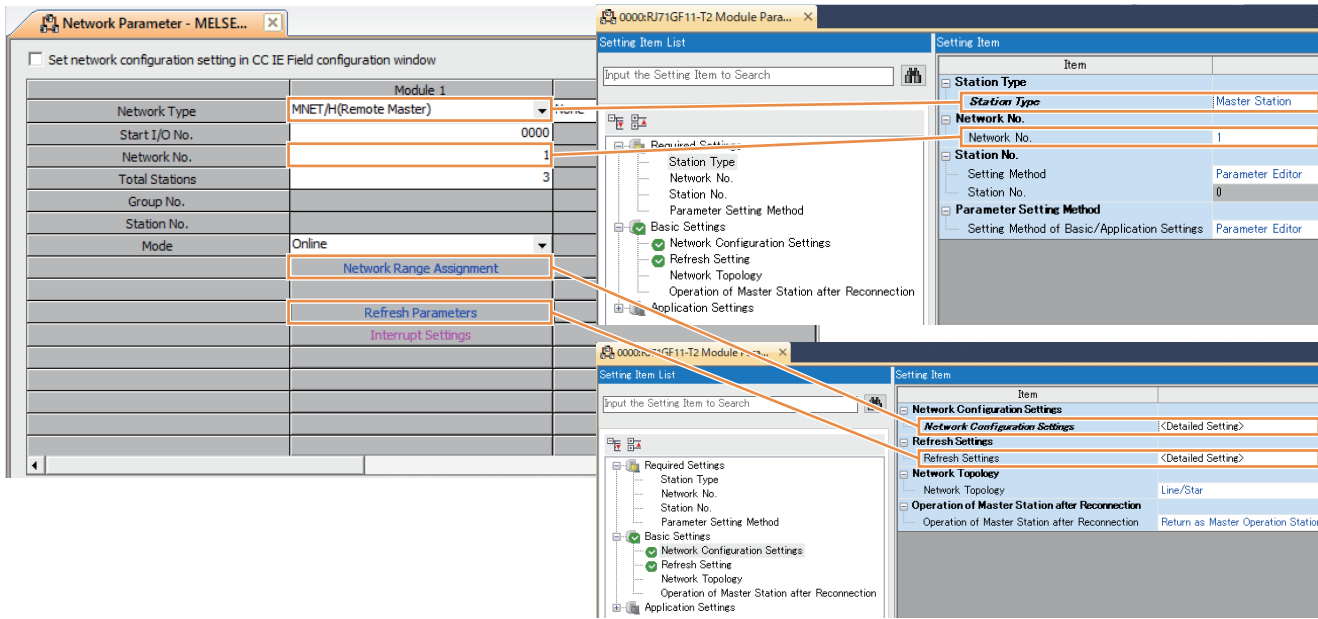 Network Parameter - MELSE...
Set network configuration setting in CC IE Field configuration window
Module 1
Network Type MNET/H(Remote Master) None
Start I/O No. 0000
Network No. 1
Total Stations 3
Group No.
Station No.
Mode Online
Network Range Assignment
Refresh Parameters
Interrupt Settings
0000:RJ71GF11-T2 Module Para...
Setting Item List
Input the Setting Item to Search
Required Settings
Station Type
Network No.
Station No.
Parameter Setting Method
Basic Settings
Network Configuration Settings
Refresh Setting
Network Topology
Operation of Master Station after Reconnection
Application Settings
Setting Item
Item
Station Type
Station Type Master Station
Network No.
Network No. 1
Station No.
Setting Method Parameter Editor
Station No. 0
Parameter Setting Method
Setting Method of Basic/Application Settings Parameter Editor
0000:RJ71GF11-T2 Module Para...
Setting Item List
Input the Setting Item to Search
Required Settings
Station Type
Network No.
Station No.
Parameter Setting Method
Basic Settings
Network Configuration Settings
Refresh Setting
Network Topology
Operation of Master Station after Reconnection
Application Settings
Setting Item
Item
Network Configuration Settings
Network Configuration Settings <Detailed Setting>
Refresh Settings
Refresh Settings <Detailed Setting>
Network Topology
Network Topology Line/Star
Operation of Master Station after Reconnection
Operation of Master Station after Reconnection Return as Master Operation Station